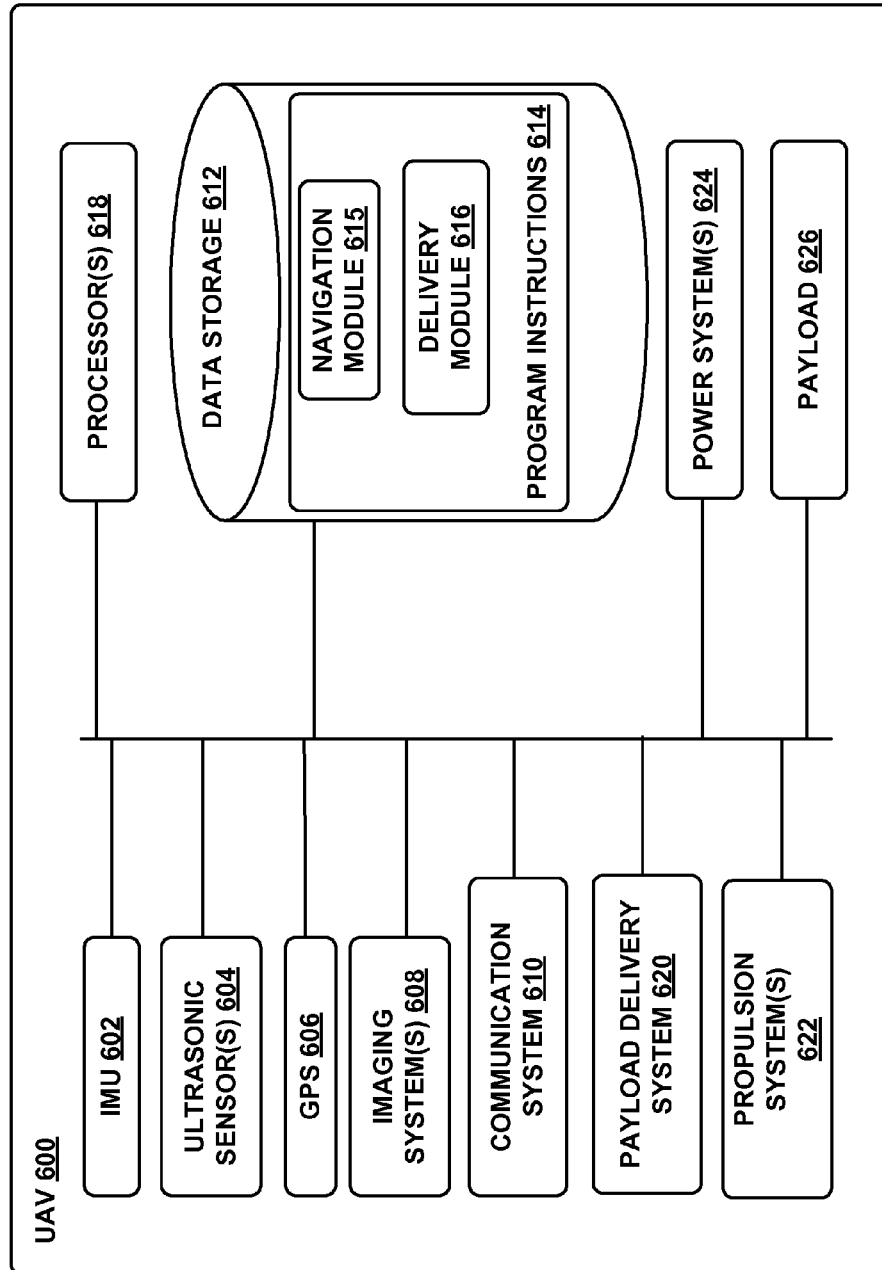 UAV 600
IMU 602
ULTRASONIC
SENSOR(S) 604
GPS 606
IMAGING
SYSTEM(S) 608
COMMUNICATION
SYSTEM 610
PAYLOAD DELIVERY
SYSTEM 620
PROPULSION
SYSTEM(S)
622
PROCESSOR(S) 618
DATA STORAGE 612
NAVIGATION
MODULE 615
DELIVERY
MODULE 616
PROGRAM INSTRUCTIONS 614
POWER SYSTEM(S) 624
PAYLOAD 626